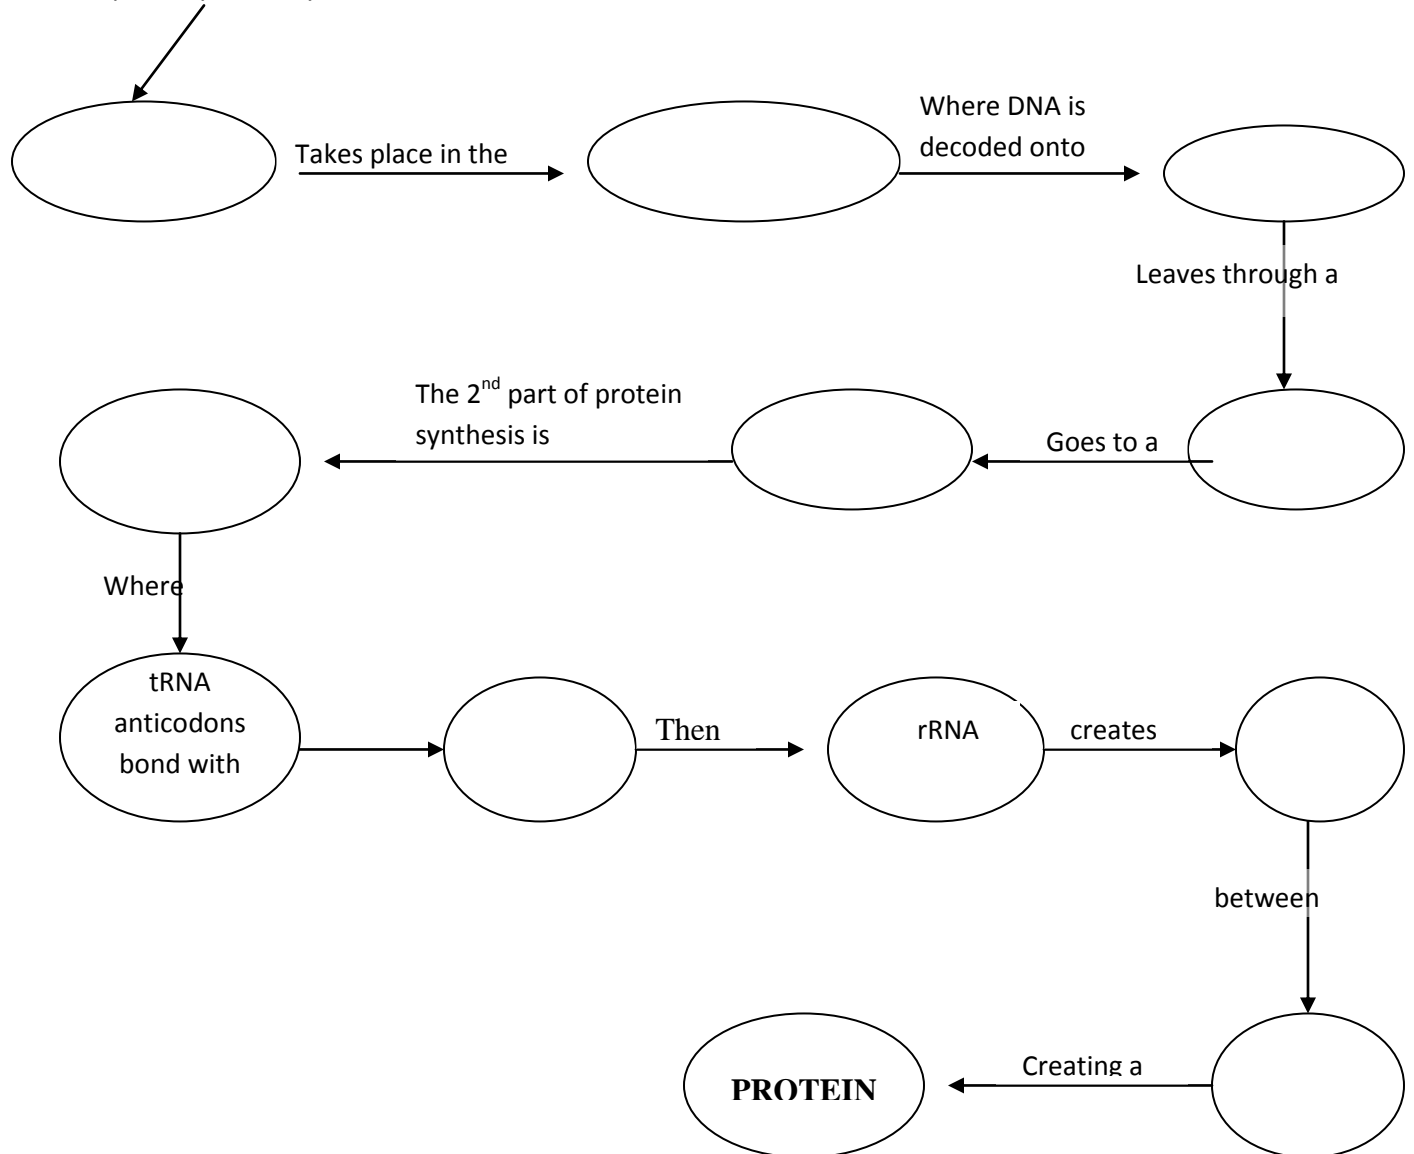 Where DNA is
decoded onto
Takes place in the
Leaves through a
The 2nd part of protein
synthesis is
Goes to a
Where
tRNA
anticodons
bond with
Then
rRNA
creates
between
Creating a
PROTEIN